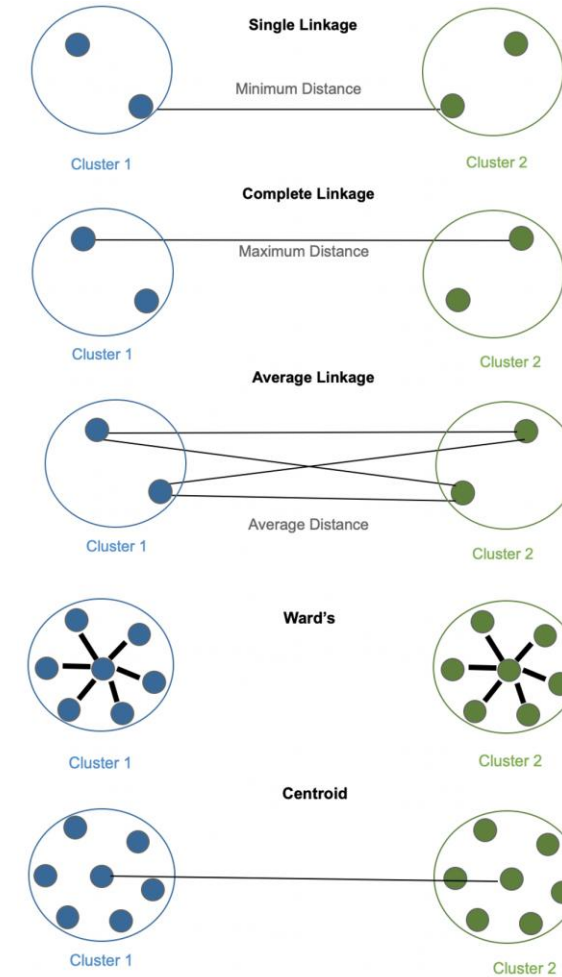 Single Linkage
Minimum Distance
Cluster 1
Cluster 2
Complete Linkage
Maximum Distance
Cluster 1
Cluster 2
Average Linkage
Average Distance
Cluster 1
Cluster 2
Ward’s
Cluster 1
Cluster 2
Centroid
Cluster 1
Cluster 2